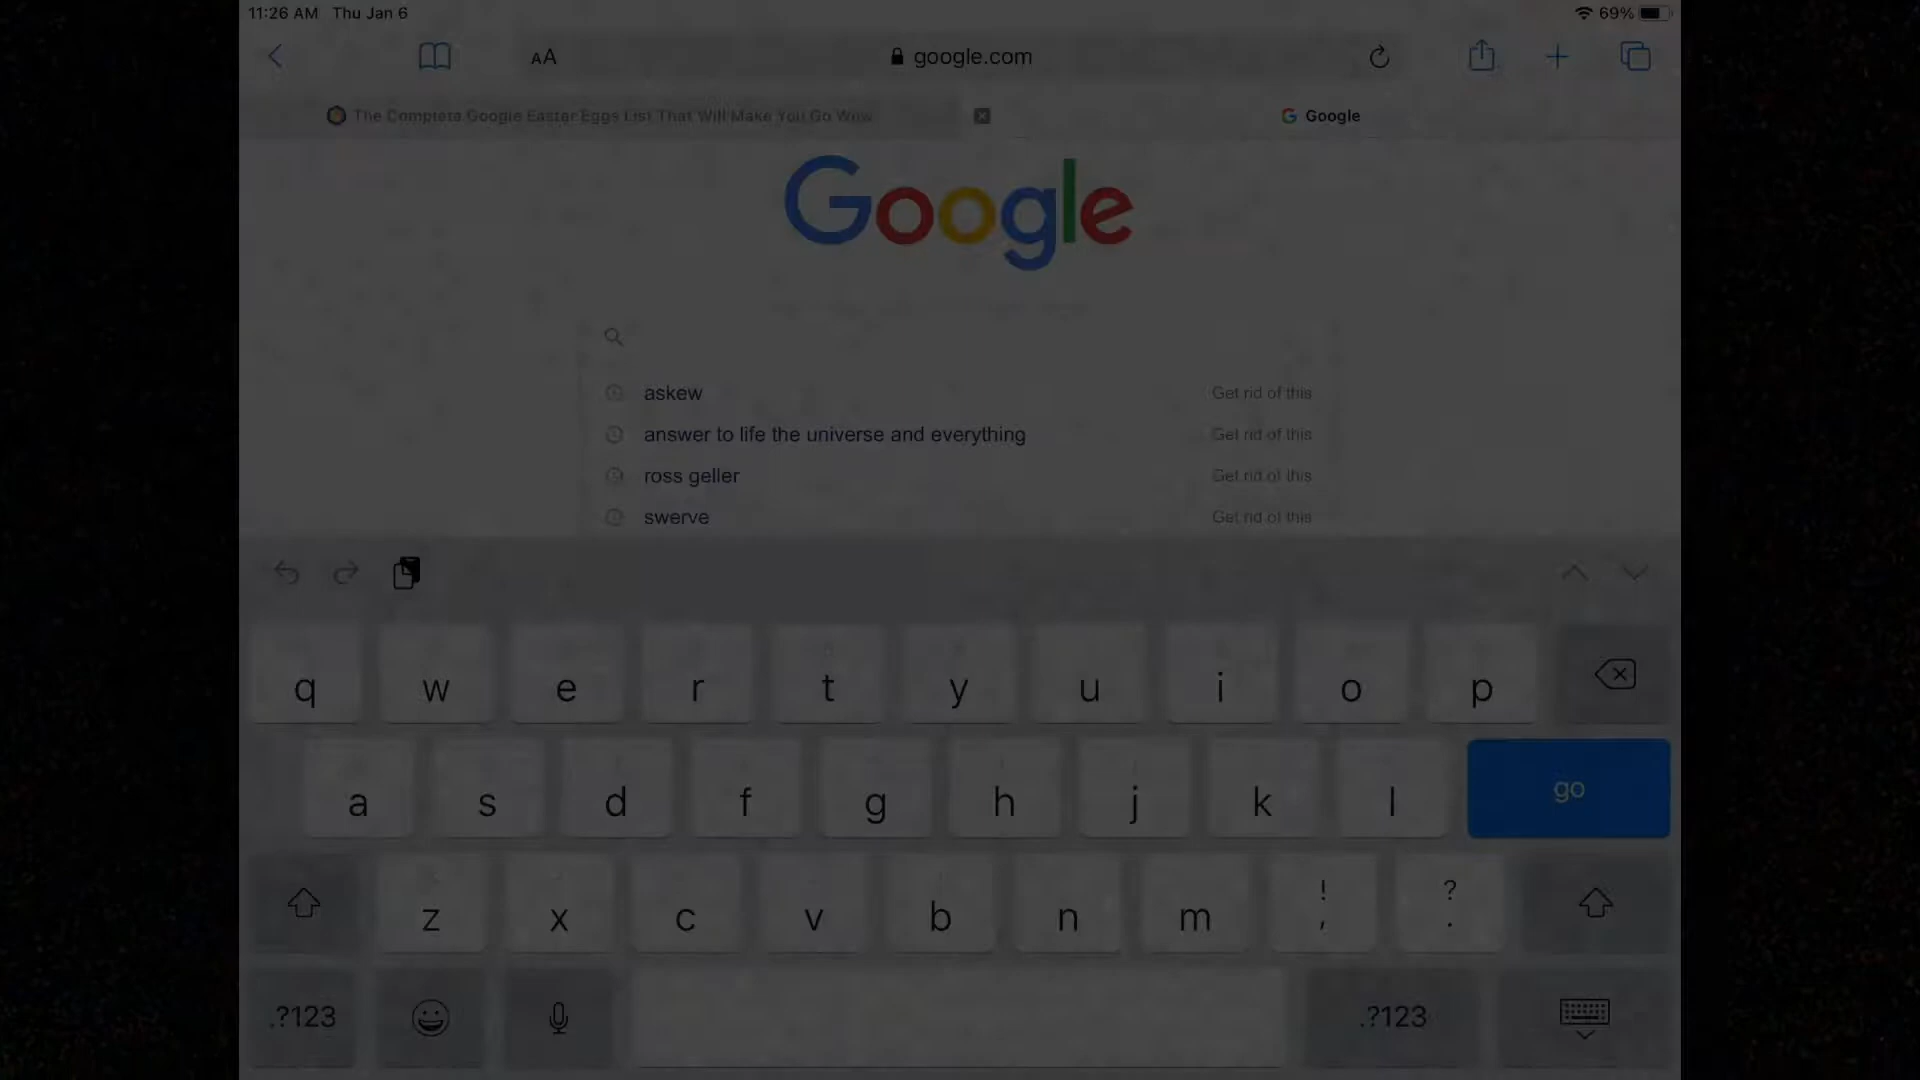 11:26 AM Thu Jan 6
69%
AA google.com
The Complete Google Easter Eggs List That Will Make You Go Wow
Google
Google
askew Get rid of this
answer to life the universe and everything Get rid of this
ross geller Get rid of this
swerve Get rid of this
q w e r t y u i o p
a s d f g h j k l go
z x c v b n m ! , ? .
.?123 .?123